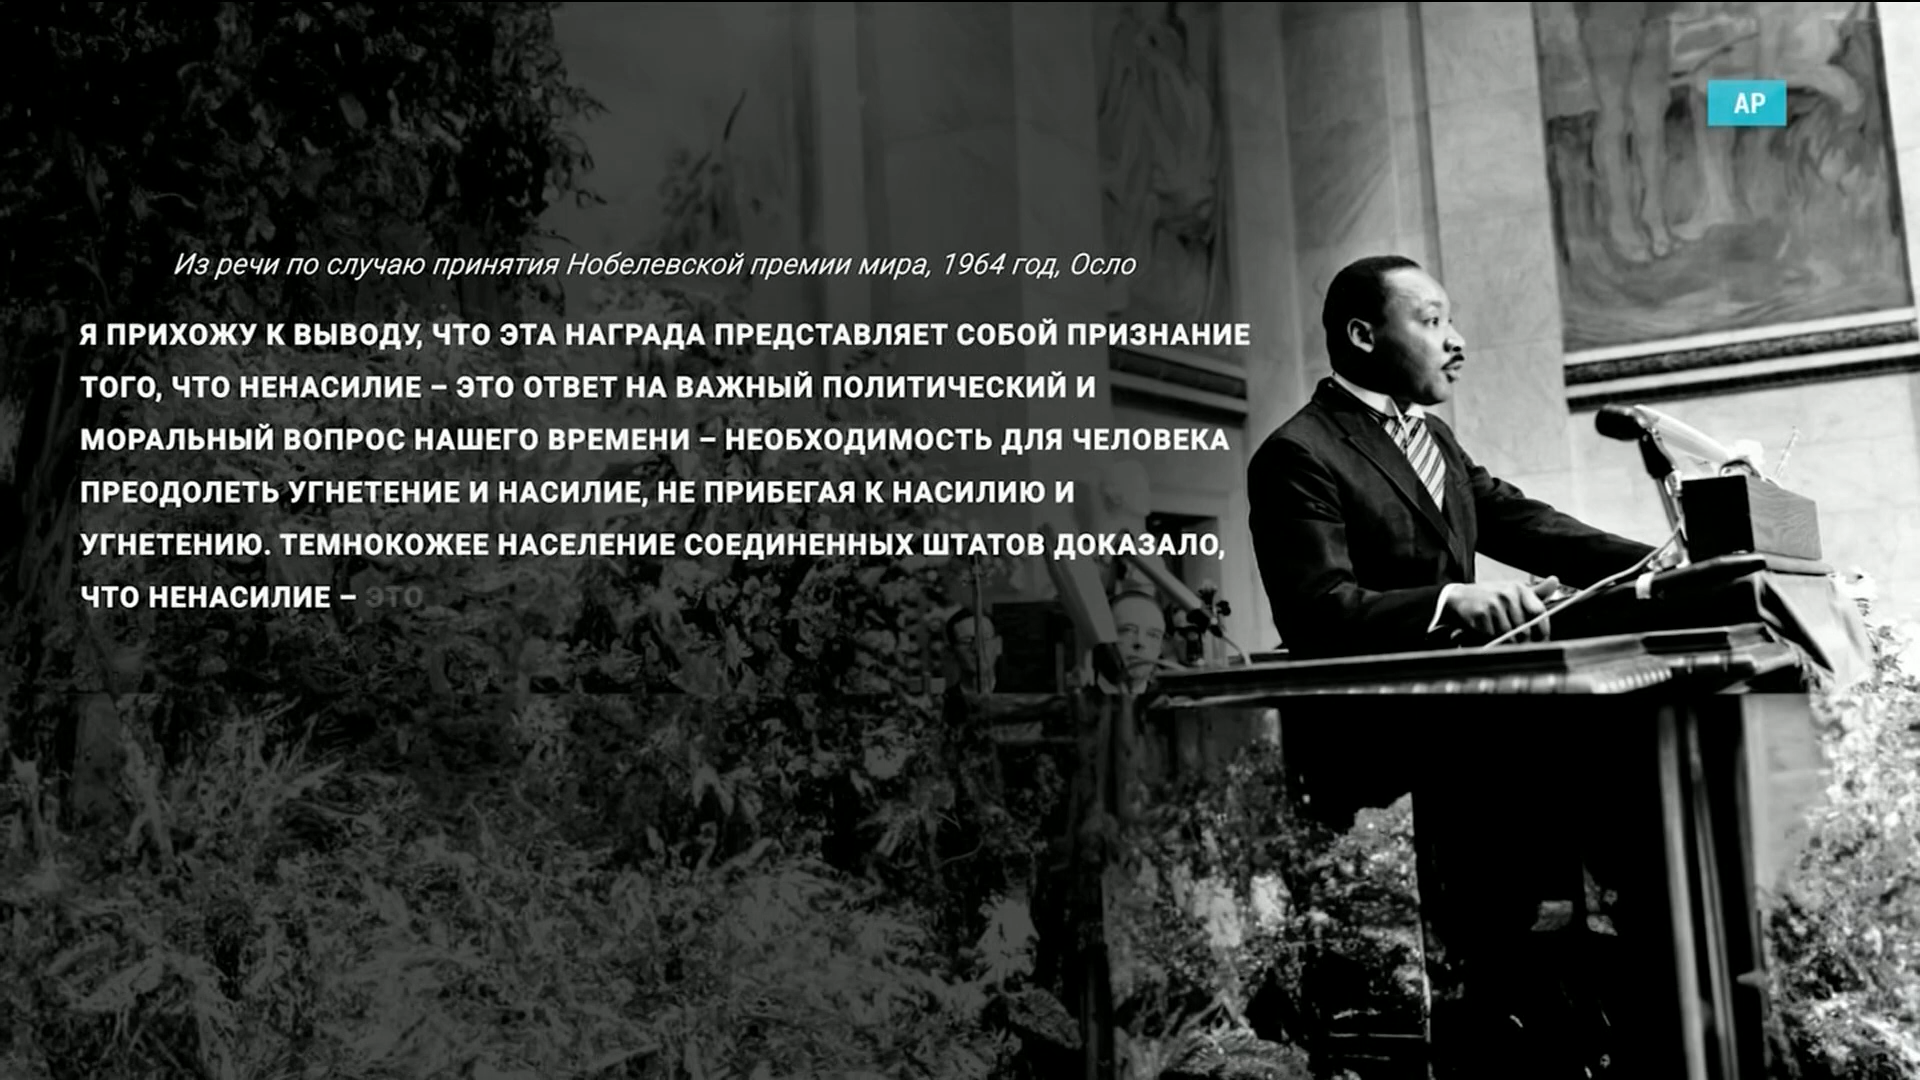 AP
Из речи по случаю принятия Нобелевской премии мира, 1964 год, Осло
Я ПРИХОЖУ К ВЫВОДУ, ЧТО ЭТА НАГРАДА ПРЕДСТАВЛЯЕТ СОБОЙ ПРИЗНАНИЕ
ТОГО, ЧТО НЕНАСИЛИЕ – ЭТО ОТВЕТ НА ВАЖНЫЙ ПОЛИТИЧЕСКИЙ И
МОРАЛЬНЫЙ ВОПРОС НАШЕГО ВРЕМЕНИ – НЕОБХОДИМОСТЬ ДЛЯ ЧЕЛОВЕКА
ПРЕОДОЛЕТЬ УГНЕТЕНИЕ И НАСИЛИЕ, НЕ ПРИБЕГАЯ К НАСИЛИЮ И
УГНЕТЕНИЮ. ТЕМНОКОЖЕЕ НАСЕЛЕНИЕ СОЕДИНЕННЫХ ШТАТОВ ДОКАЗАЛО,
ЧТО НЕНАСИЛИЕ – ЭТО